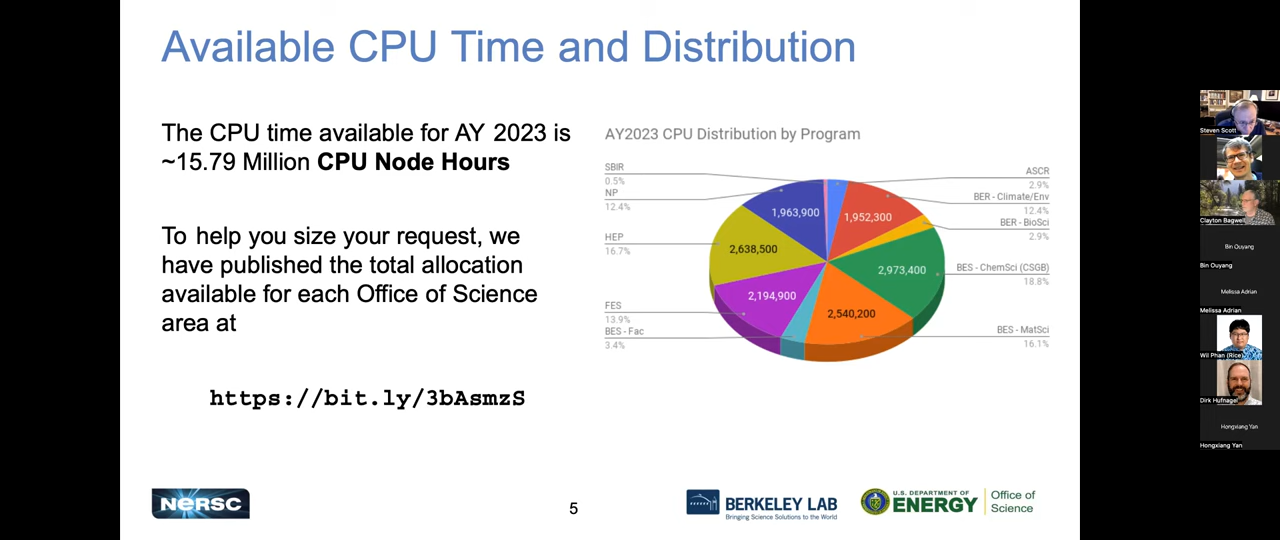 Available CPU Time and Distribution
The CPU time available for AY 2023 is
~15.79 Million CPU Node Hours
To help you size your request, we
have published the total allocation
available for each Office of Science
area at
https://bit.ly/3bAsmzS
AY2023 CPU Distribution by Program
SBIR
0.5%
NP
12.4%
HEP
16.7%
FES
13.9%
BES - Fac
3.4%
ASCR
2.9%
BER - Climate/Env
12.4%
BER - BioSci
2.9%
BES - ChemSci (CSGB)
18.8%
BES - MatSci
16.1%
1,963,900
1,952,300
2,638,500
2,973,400
2,194,900
2,540,200
NERSC
5
BERKELEY LAB
Bringing Science Solutions to the World
U.S. DEPARTMENT OF
ENERGY
Office of
Science
Steven Scott
Clayton Bagwell
Bin Ouyang
Bin Ouyang
Melissa Adrian
Melissa Adrian
Wil Phan (Rice)
Dirk Hufnagel
Hongxiang Yan
Hongxiang Yan